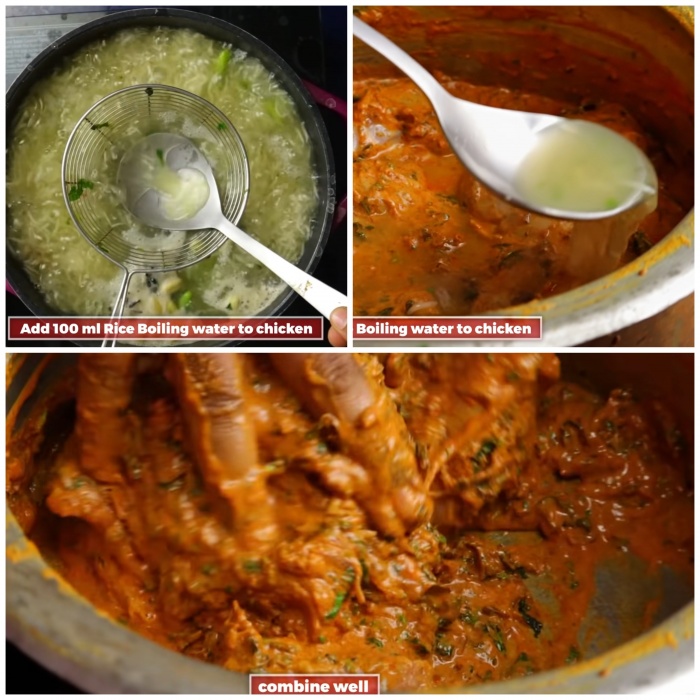 Add 100 ml Rice Boiling water to chicken
Boiling water to chicken
combine well